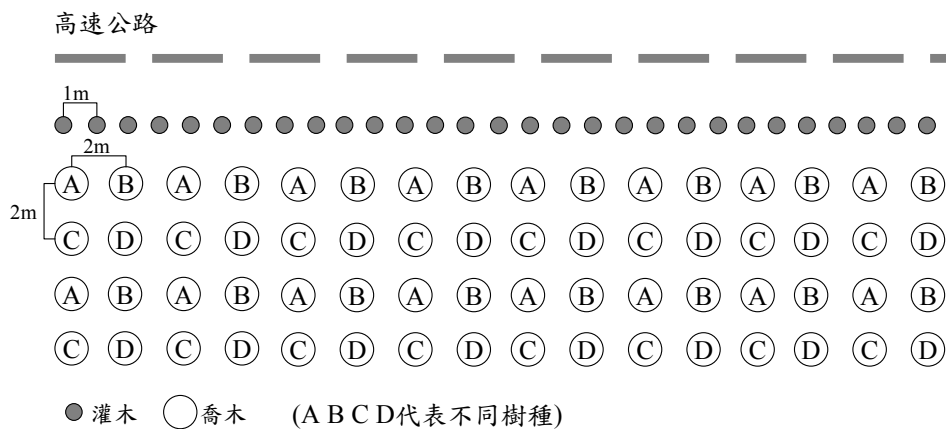 高速公路
1m
2m
A B A B A B A B A B A B A B A B
2m
C D C D C D C D C D C D C D C D
A B A B A B A B A B A B A B A B
C D C D C D C D C D C D C D C D
灌木 喬木 (A B C D代表不同樹種)